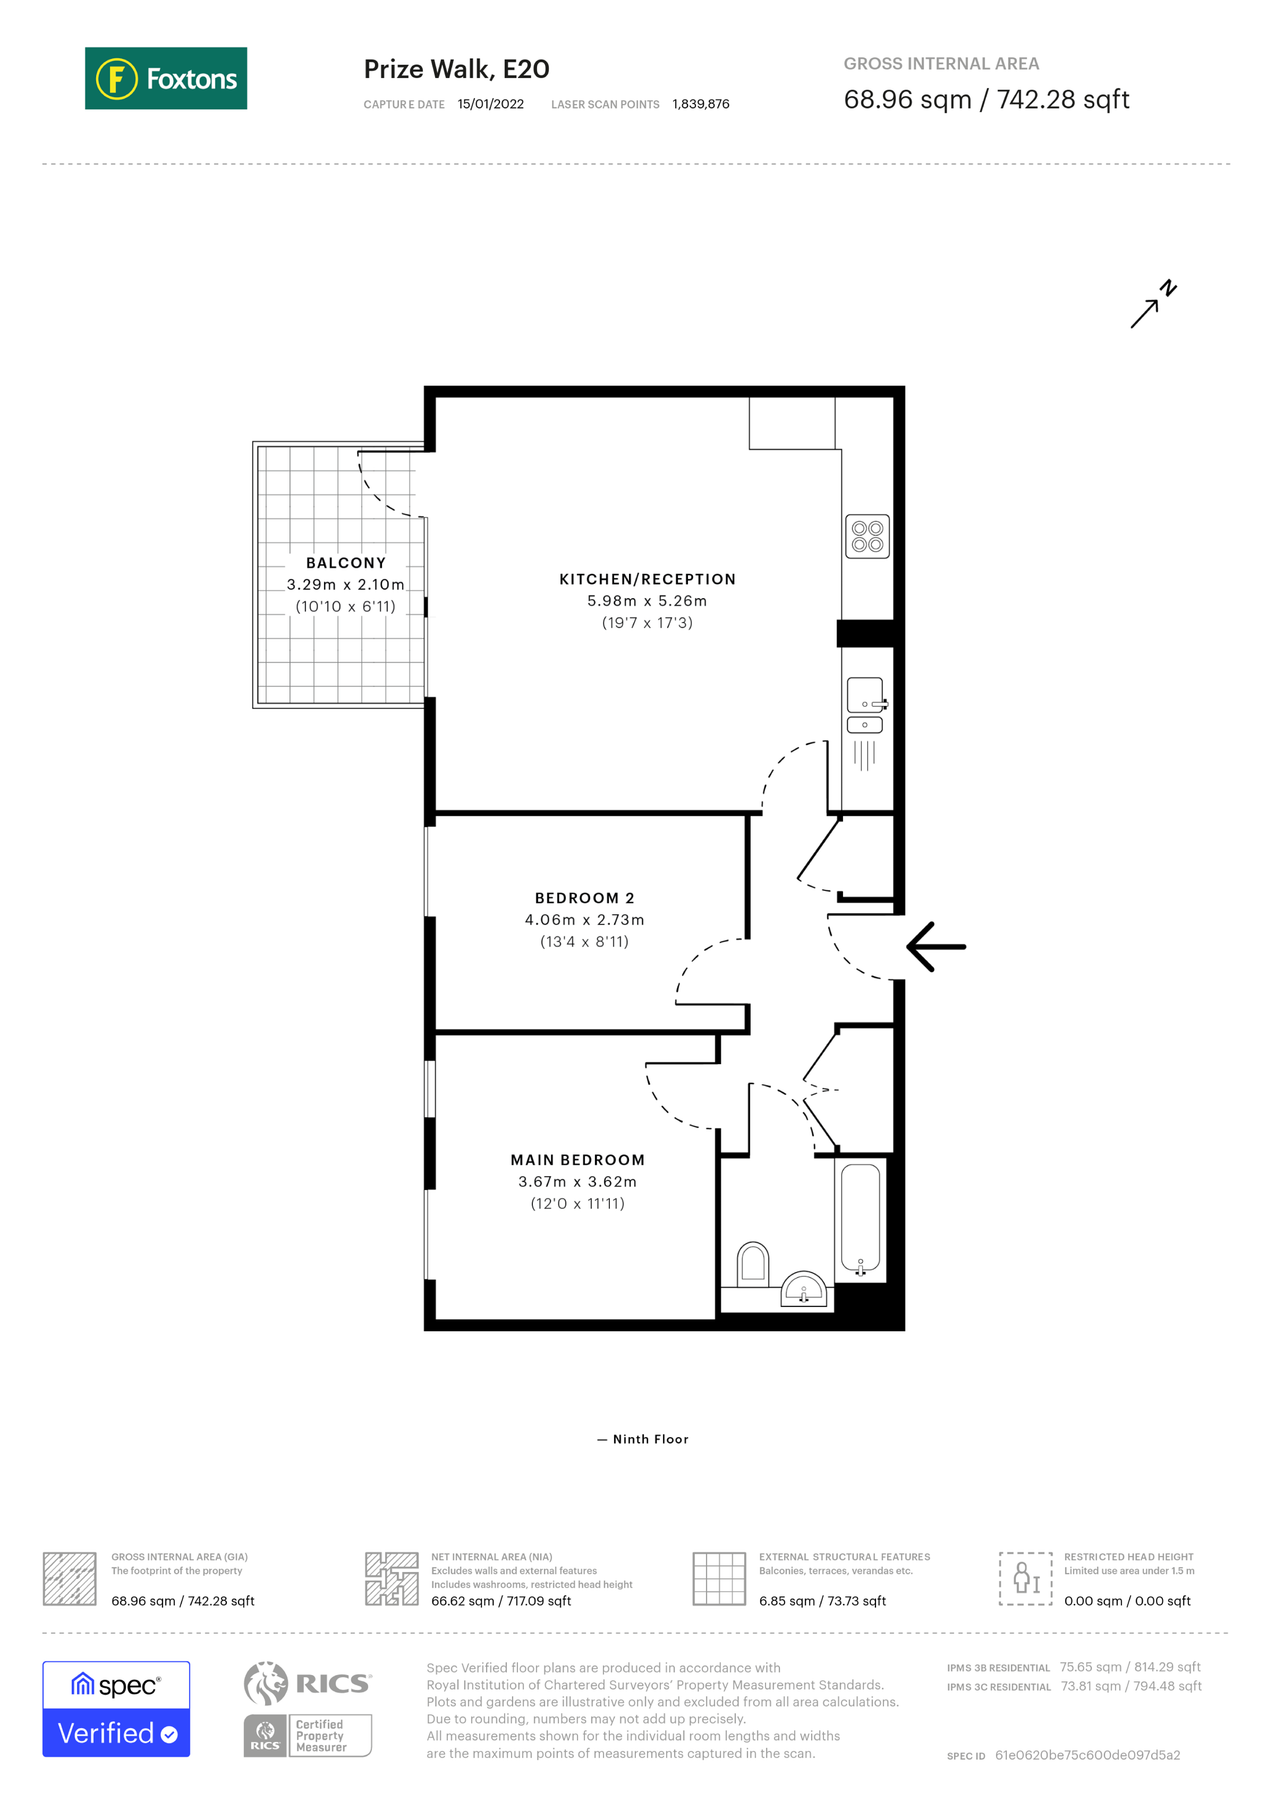 Foxtons
Prize Walk, E20
CAPTURE DATE 15/01/2022 LASER SCAN POINTS 1,839,876
GROSS INTERNAL AREA
68.96 sqm / 742.28 sqft
N
BALCONY
3.29m x 2.10m
(10'10 x 6'11)
KITCHEN/RECEPTION
5.98m x 5.26m
(19'7 x 17'3)
BEDROOM 2
4.06m x 2.73m
(13'4 x 8'11)
MAIN BEDROOM
3.67m x 3.62m
(12'0 x 11'11)
— Ninth Floor
GROSS INTERNAL AREA (GIA)
The footprint of the property
68.96 sqm / 742.28 sqft
NET INTERNAL AREA (NIA)
Excludes walls and external features
Includes washrooms, restricted head height
66.62 sqm / 717.09 sqft
EXTERNAL STRUCTURAL FEATURES
Balconies, terraces, verandas etc.
6.85 sqm / 73.73 sqft
RESTRICTED HEAD HEIGHT
Limited use area under 1.5 m
0.00 sqm / 0.00 sqft
spec®
Verified
RICS®
RICS
Certified
Property
Measurer
Spec Verified floor plans are produced in accordance with
Royal Institution of Chartered Surveyors' Property Measurement Standards.
Plots and gardens are illustrative only and excluded from all area calculations.
Due to rounding, numbers may not add up precisely.
All measurements shown for the individual room lengths and widths
are the maximum points of measurements captured in the scan.
IPMS 3B RESIDENTIAL 75.65 sqm / 814.29 sqft
IPMS 3C RESIDENTIAL 73.81 sqm / 794.48 sqft
SPEC ID 61e0620be75c600de097d5a2